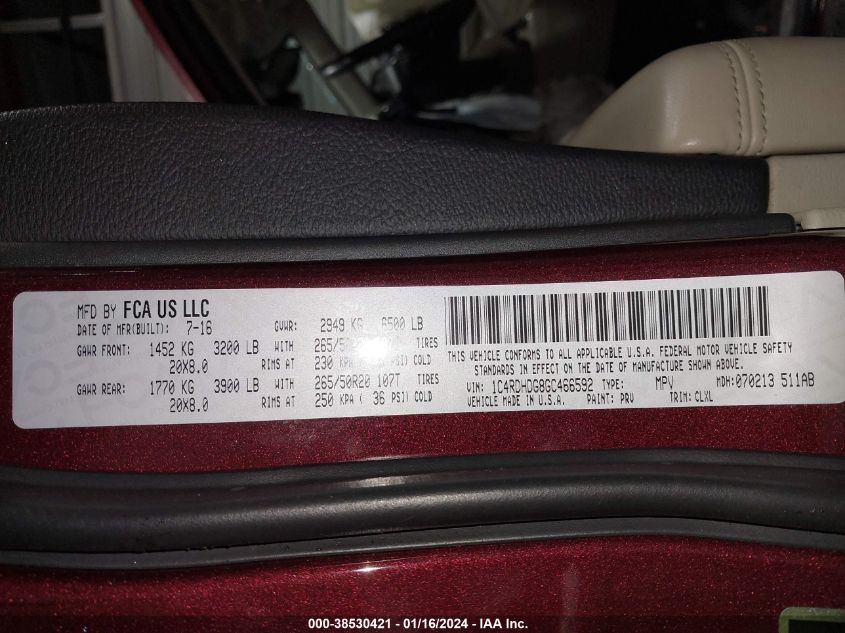 MFD BY FCA US LLC
DATE OF MFR(BUILT): 7-16 GVWR: 2949 KG 6500 LB
GAWR FRONT: 1452 KG 3200 LB WITH TIRES
20X8.0 RIMS AT 230 KPA PSI) COLD
GAWR REAR: 1770 KG 3900 LB WITH 265/50R20 107T TIRES
20X8.0 RIMS AT 250 KPA ( 36 PSI) COLD
THIS VEHICLE CONFORMS TO ALL APPLICABLE U.S.A. FEDERAL MOTOR VEHICLE SAFETY
STANDARDS IN EFFECT ON THE DATE OF MANUFACTURE SHOWN ABOVE.
VIN: 1C4RDHDG8GC466592 TYPE: MPV MDH: 070213 511AB
VEHICLE MADE IN U.S.A. PAINT: PRV TRIM: CLXL
000-38530421 - 01/16/2024 - IAA Inc.